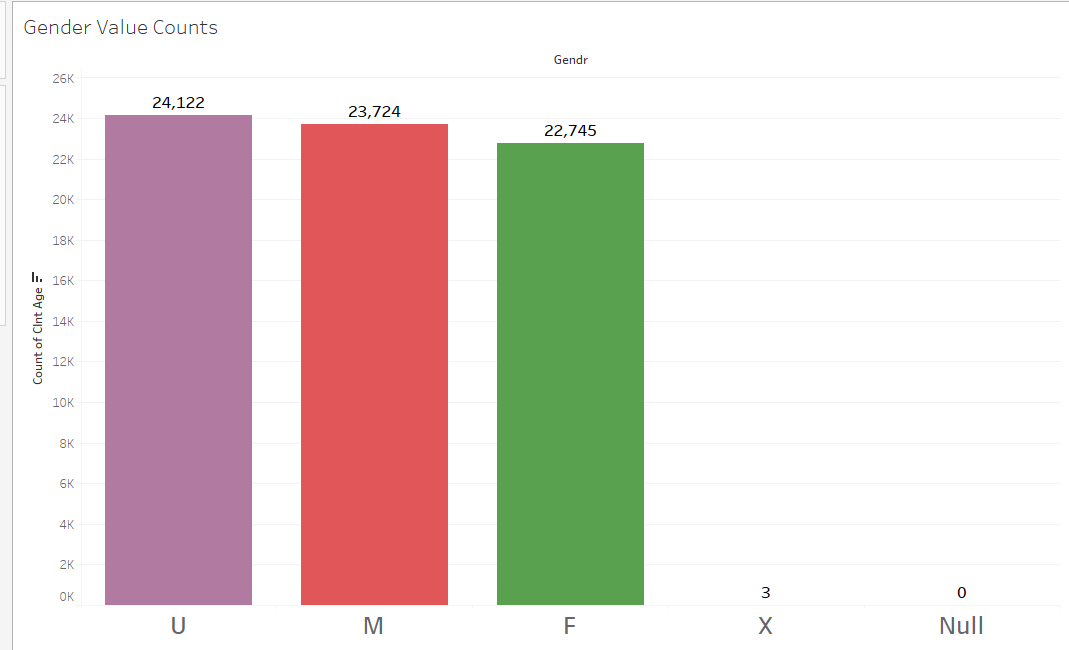 Gender Value Counts
Gendr
26K
24K
22K
20K
18K
16K
14K
12K
10K
8K
6K
4K
2K
0K
Count of Clnt Age
24,122
23,724
22,745
3
0
U
M
F
X
Null